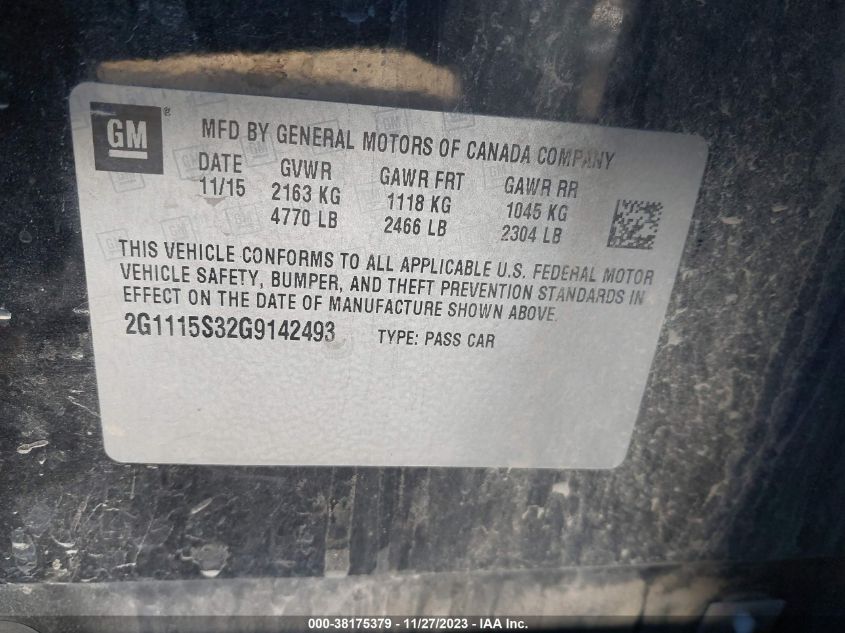 GM ®
MFD BY GENERAL MOTORS OF CANADA COMPANY
DATE GVWR GAWR FRT GAWR RR
11/15 2163 KG 1118 KG 1045 KG
4770 LB 2466 LB 2304 LB
THIS VEHICLE CONFORMS TO ALL APPLICABLE U.S. FEDERAL MOTOR
VEHICLE SAFETY, BUMPER, AND THEFT PREVENTION STANDARDS IN
EFFECT ON THE DATE OF MANUFACTURE SHOWN ABOVE.
2G1115S32G9142493 TYPE: PASS CAR
000-38175379 - 11/27/2023 - © IAA Inc.